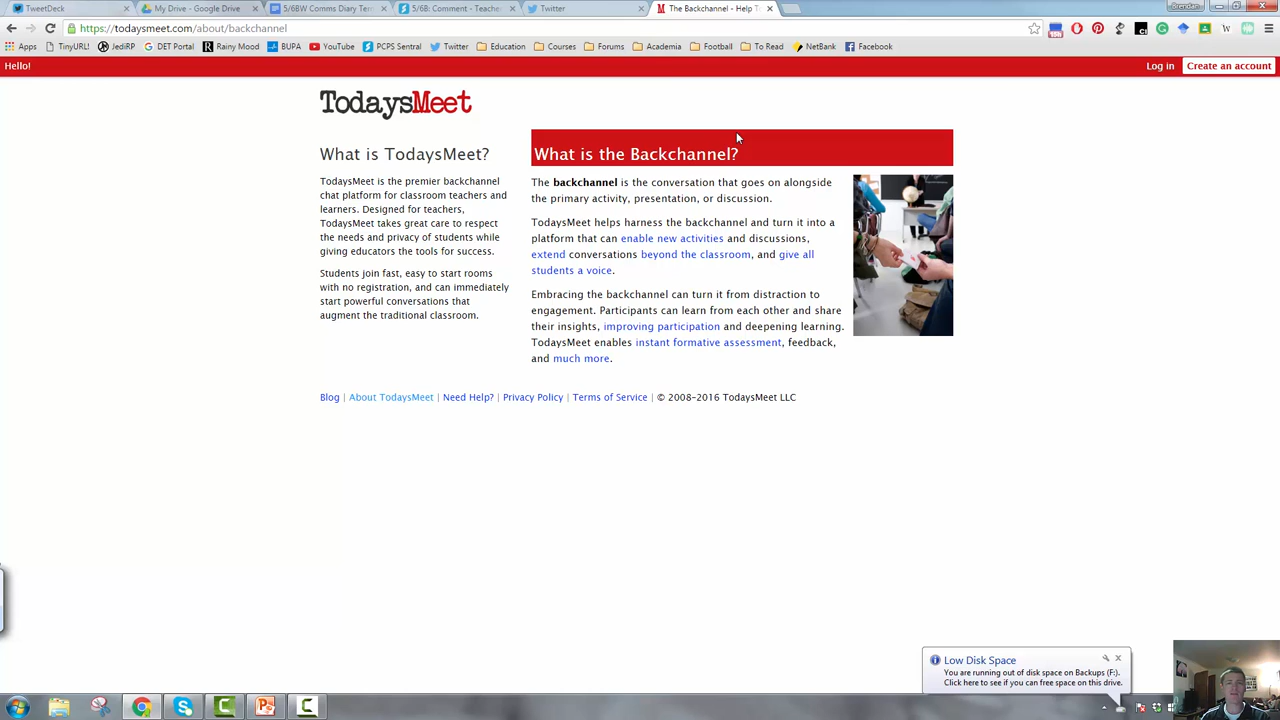 TweetDeck
My Drive - Google Drive
5/6BW Comms Diary Ter
5/6B: Comment - Teache
Twitter
The Backchannel - Help T
Brendan
https://todaysmeet.com/about/backchannel
Apps
TinyURL!
JediRP
DET Portal
Rainy Mood
BUPA
YouTube
PCPS Sentral
Twitter
Education
Courses
Forums
Academia
Football
To Read
NetBank
Facebook
Hello!
Log in
Create an account
TodaysMeet
What is TodaysMeet?
TodaysMeet is the premier backchannel
chat platform for classroom teachers and
learners. Designed for teachers,
TodaysMeet takes great care to respect
the needs and privacy of students while
giving educators the tools for success.
Students join fast, easy to start rooms
with no registration, and can immediately
start powerful conversations that
augment the traditional classroom.
What is the Backchannel?
The backchannel is the conversation that goes on alongside
the primary activity, presentation, or discussion.
TodaysMeet helps harness the backchannel and turn it into a
platform that can enable new activities and discussions,
extend conversations beyond the classroom, and give all
students a voice.
Embracing the backchannel can turn it from distraction to
engagement. Participants can learn from each other and share
their insights, improving participation and deepening learning.
TodaysMeet enables instant formative assessment, feedback,
and much more.
Blog | About TodaysMeet | Need Help? | Privacy Policy | Terms of Service | © 2008-2016 TodaysMeet LLC
Low Disk Space
You are running out of disk space on Backups (F:).
Click here to see if you can free space on this drive.